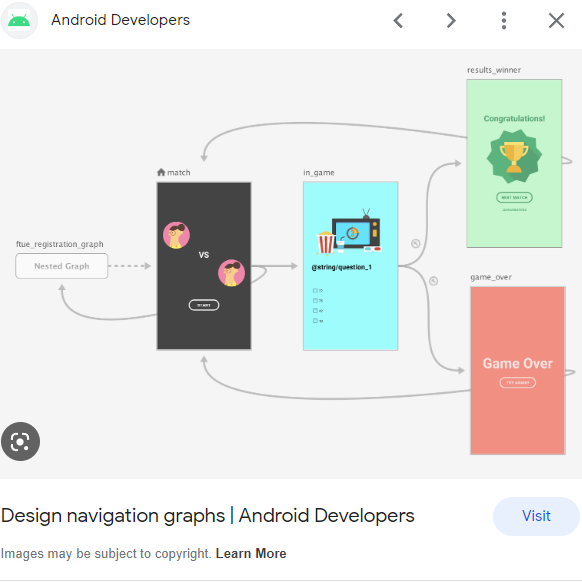 Android Developers
results_winner
Congratulations!
NEXT MATCH
match
in_game
VS
@string/question_1
START
ftue_registration_graph
Nested Graph
game_over
Game Over
TRY AGAIN?
Design navigation graphs | Android Developers
Visit
Images may be subject to copyright. Learn More